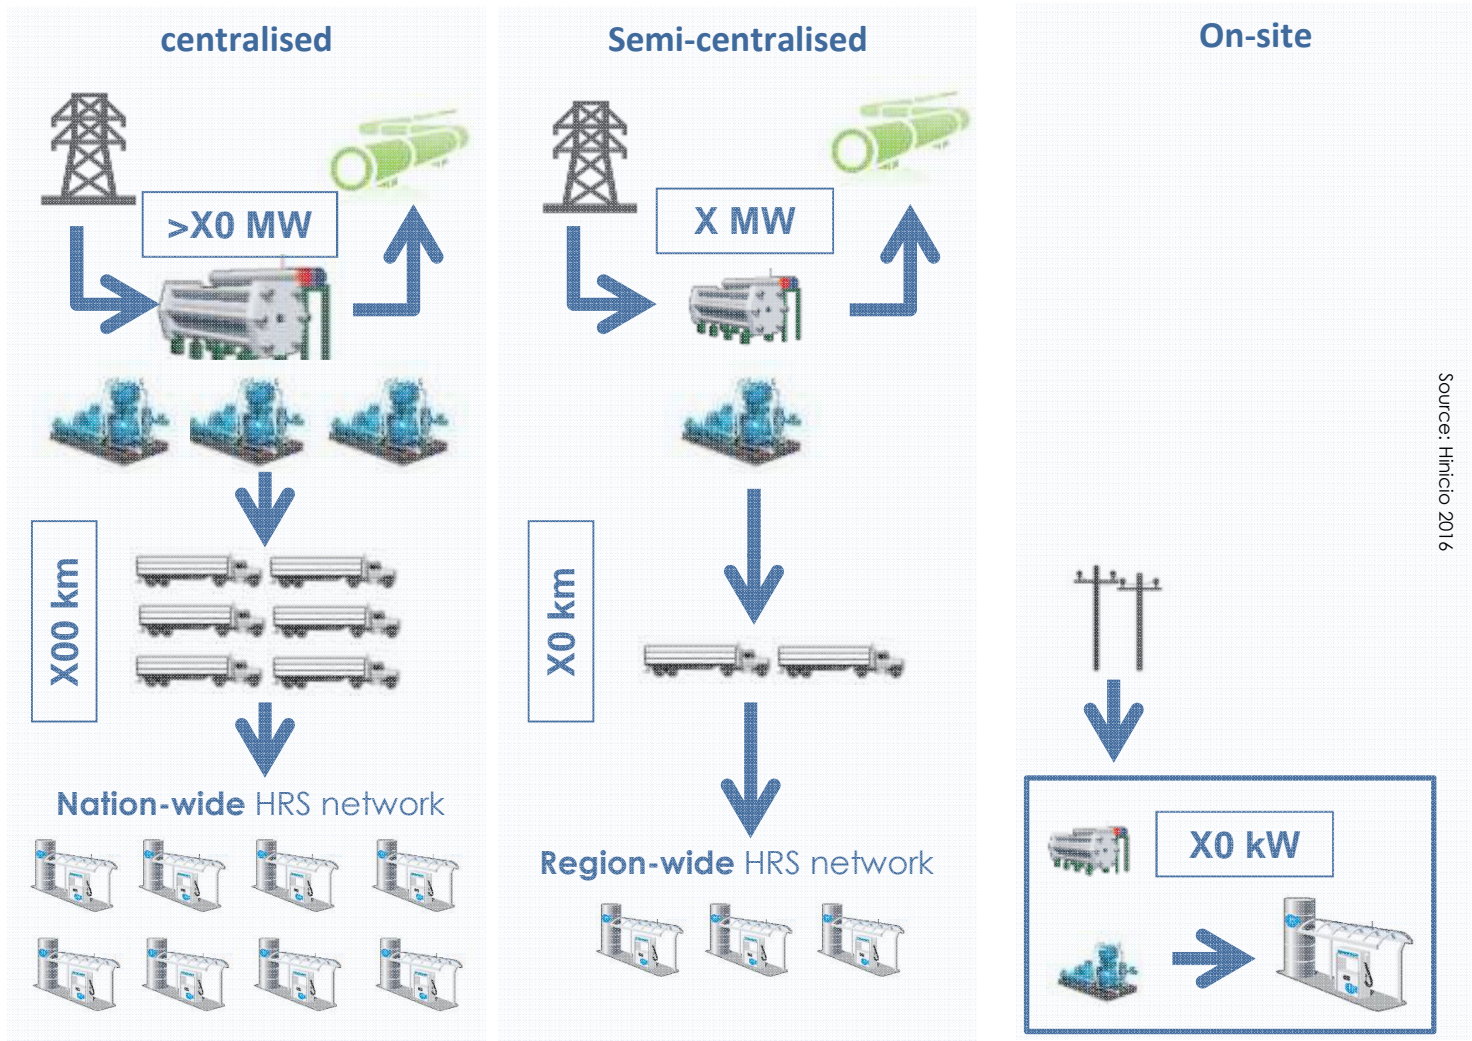 centralised
>X0 MW
X00 km
Nation-wide HRS network
Semi-centralised
X MW
X0 km
Region-wide HRS network
On-site
X0 kW
Source: Hinicio 2016